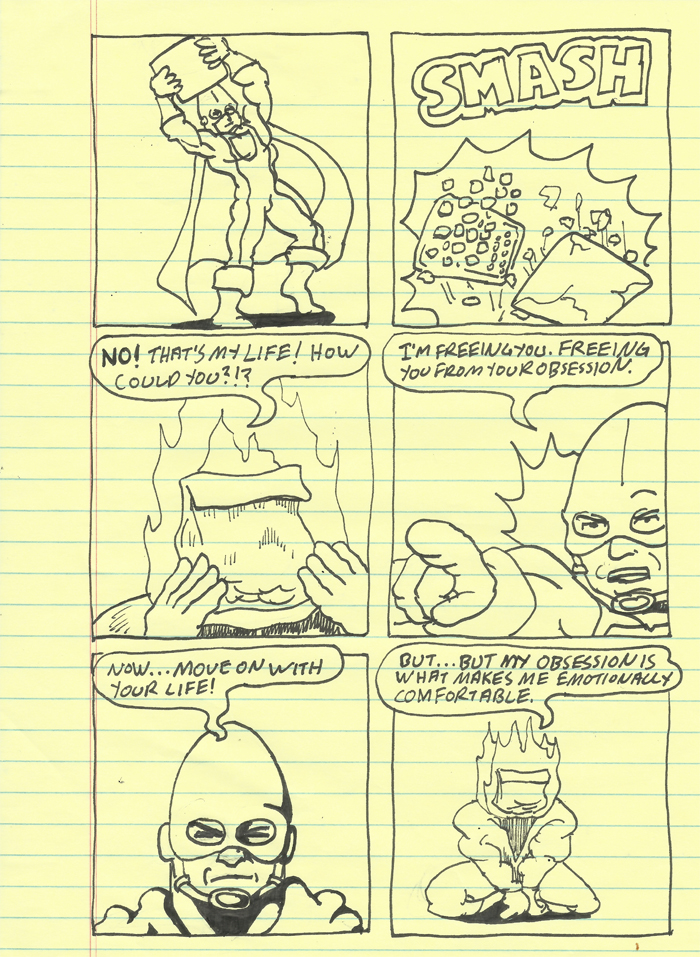 SMASH
NO! THAT'S MY LIFE! HOW
COULD YOU?!?
I'M FREEING YOU. FREEING
YOU FROM YOUR OBSESSION.
NOW...MOVE ON WITH
YOUR LIFE!
BUT...BUT MY OBSESSION IS
WHAT MAKES ME EMOTIONALLY
COMFORTABLE.